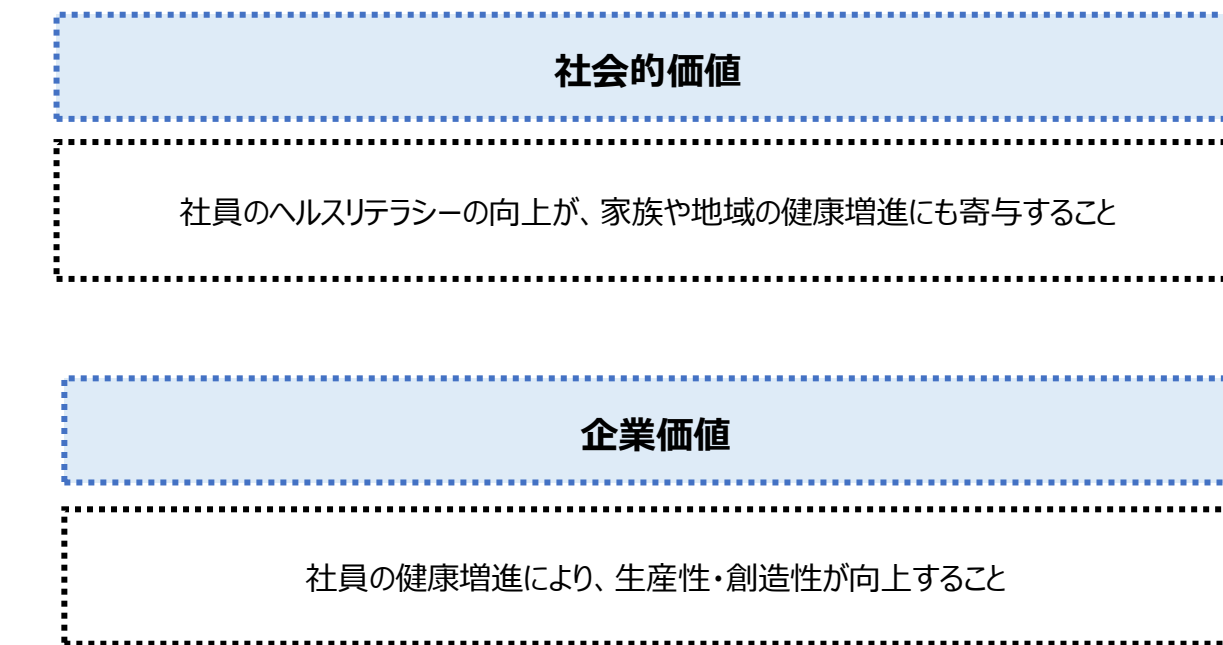 社会的価値
社員のヘルスリテラシーの向上が、家族や地域の健康増進にも寄与すること
企業価値
社員の健康増進により、生産性・創造性が向上すること